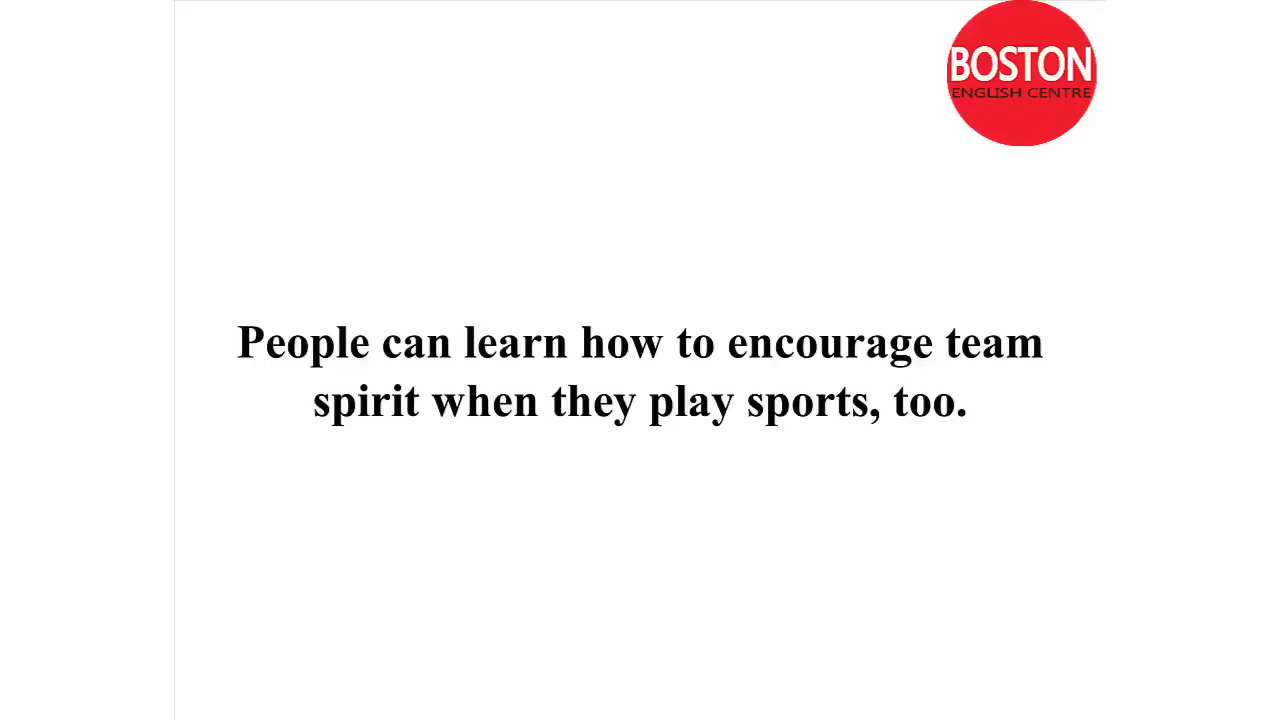 BOSTON
ENGLISH CENTRE
People can learn how to encourage team
spirit when they play sports, too.